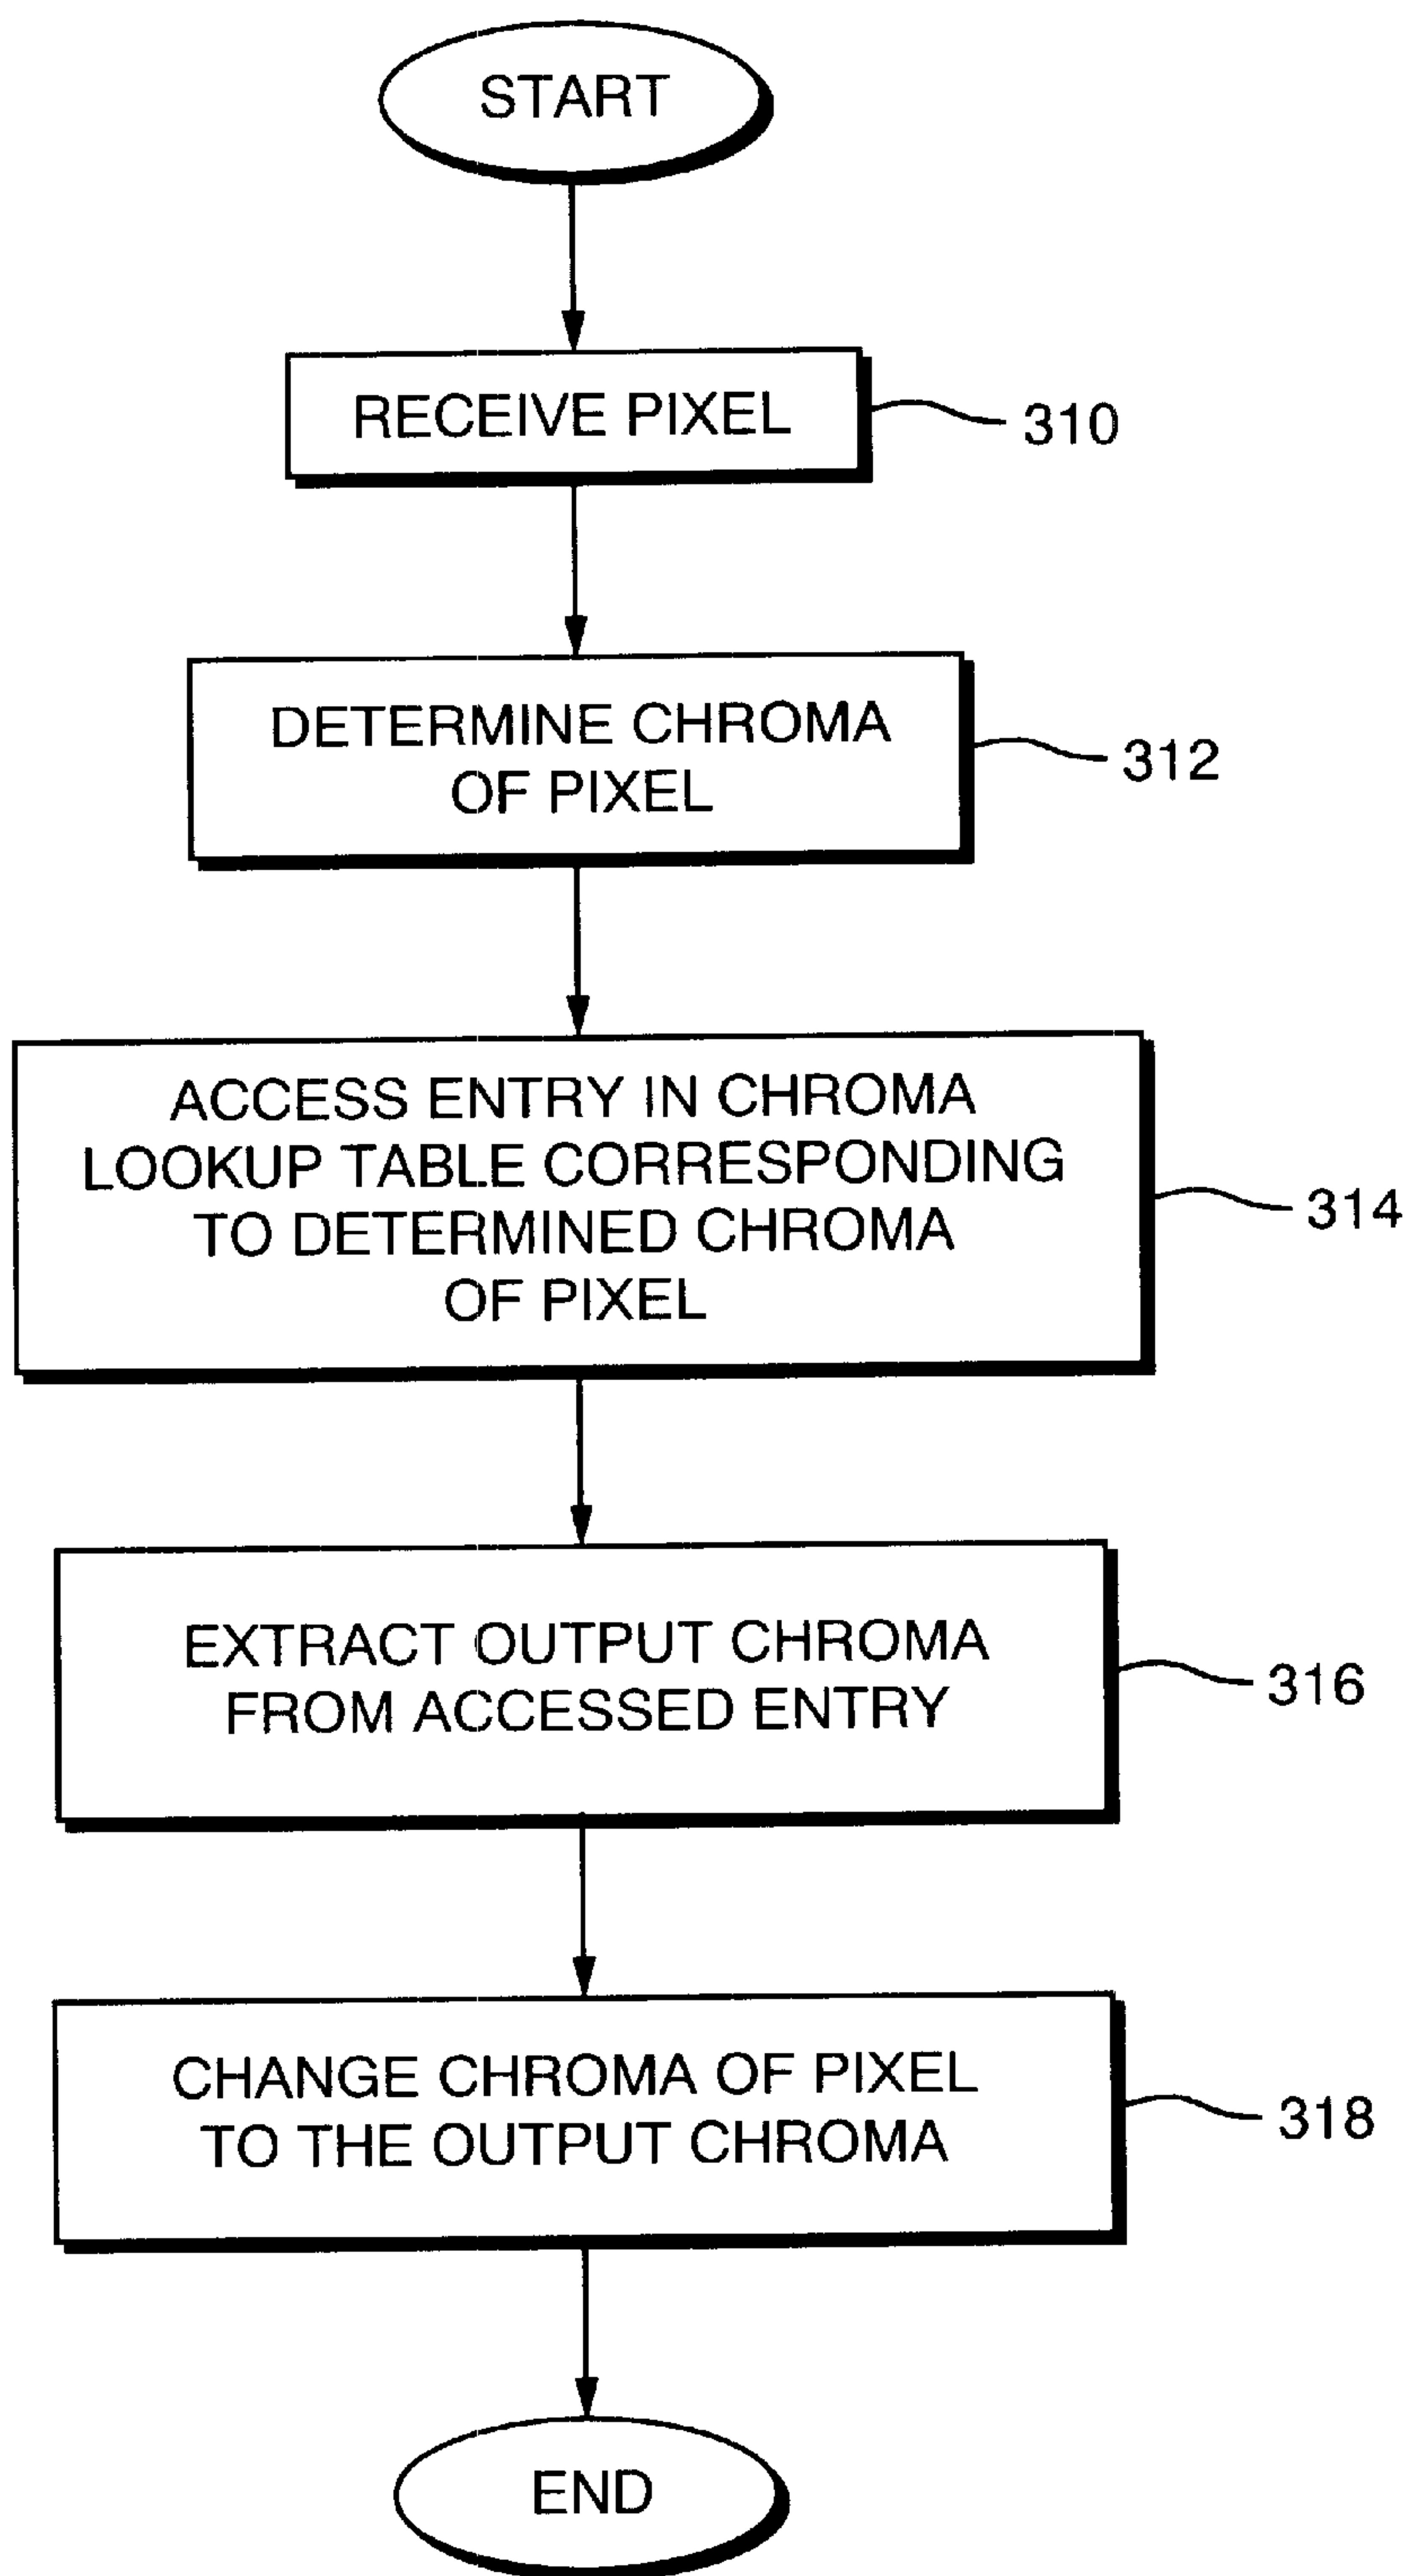 START
RECEIVE PIXEL
310
DETERMINE CHROMA
OF PIXEL
312
ACCESS ENTRY IN CHROMA
LOOKUP TABLE CORRESPONDING
TO DETERMINED CHROMA
OF PIXEL
314
EXTRACT OUTPUT CHROMA
FROM ACCESSED ENTRY
316
CHANGE CHROMA OF PIXEL
TO THE OUTPUT CHROMA
318
END